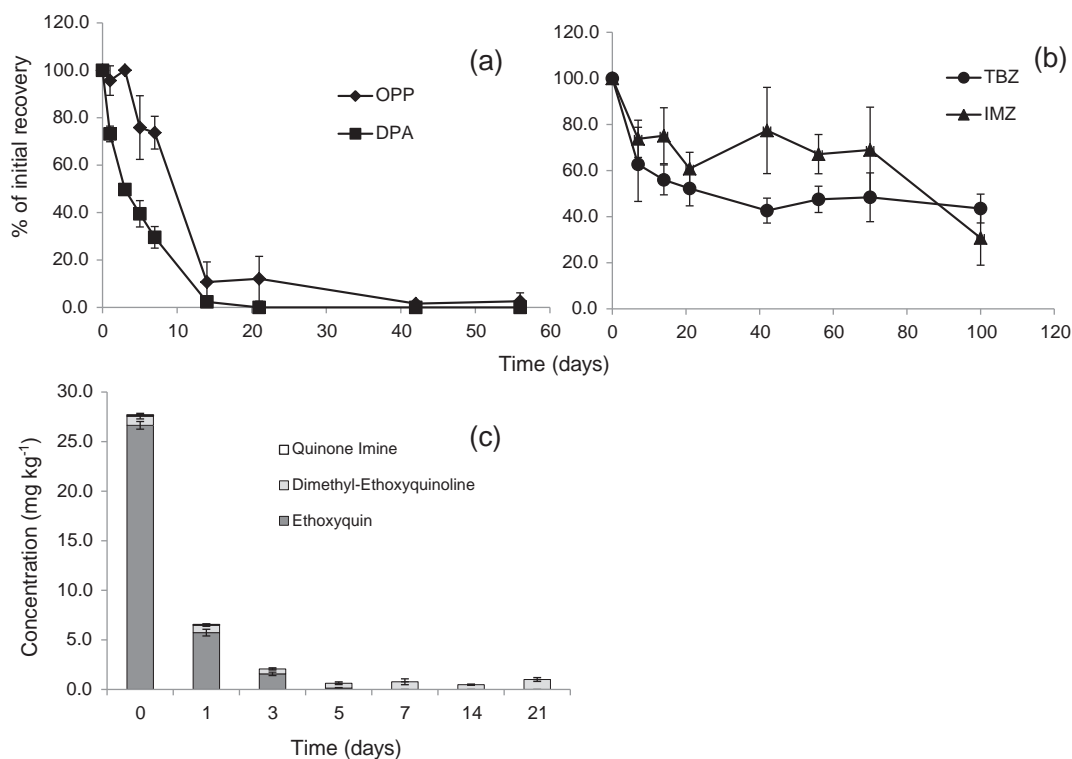 120.0
100.0
80.0
60.0
40.0
20.0
0.0
% of initial recovery
(a)
OPP
DPA
0 10 20 30 40 50 60
120.0
100.0
80.0
60.0
40.0
20.0
0.0
(b)
TBZ
IMZ
0 20 40 60 80 100 120
Time (days)
30.0
25.0
20.0
15.0
10.0
5.0
0.0
Concentration (mg kg⁻¹)
(c)
Quinone Imine
Dimethyl-Ethoxyquinoline
Ethoxyquin
0 1 3 5 7 14 21
Time (days)